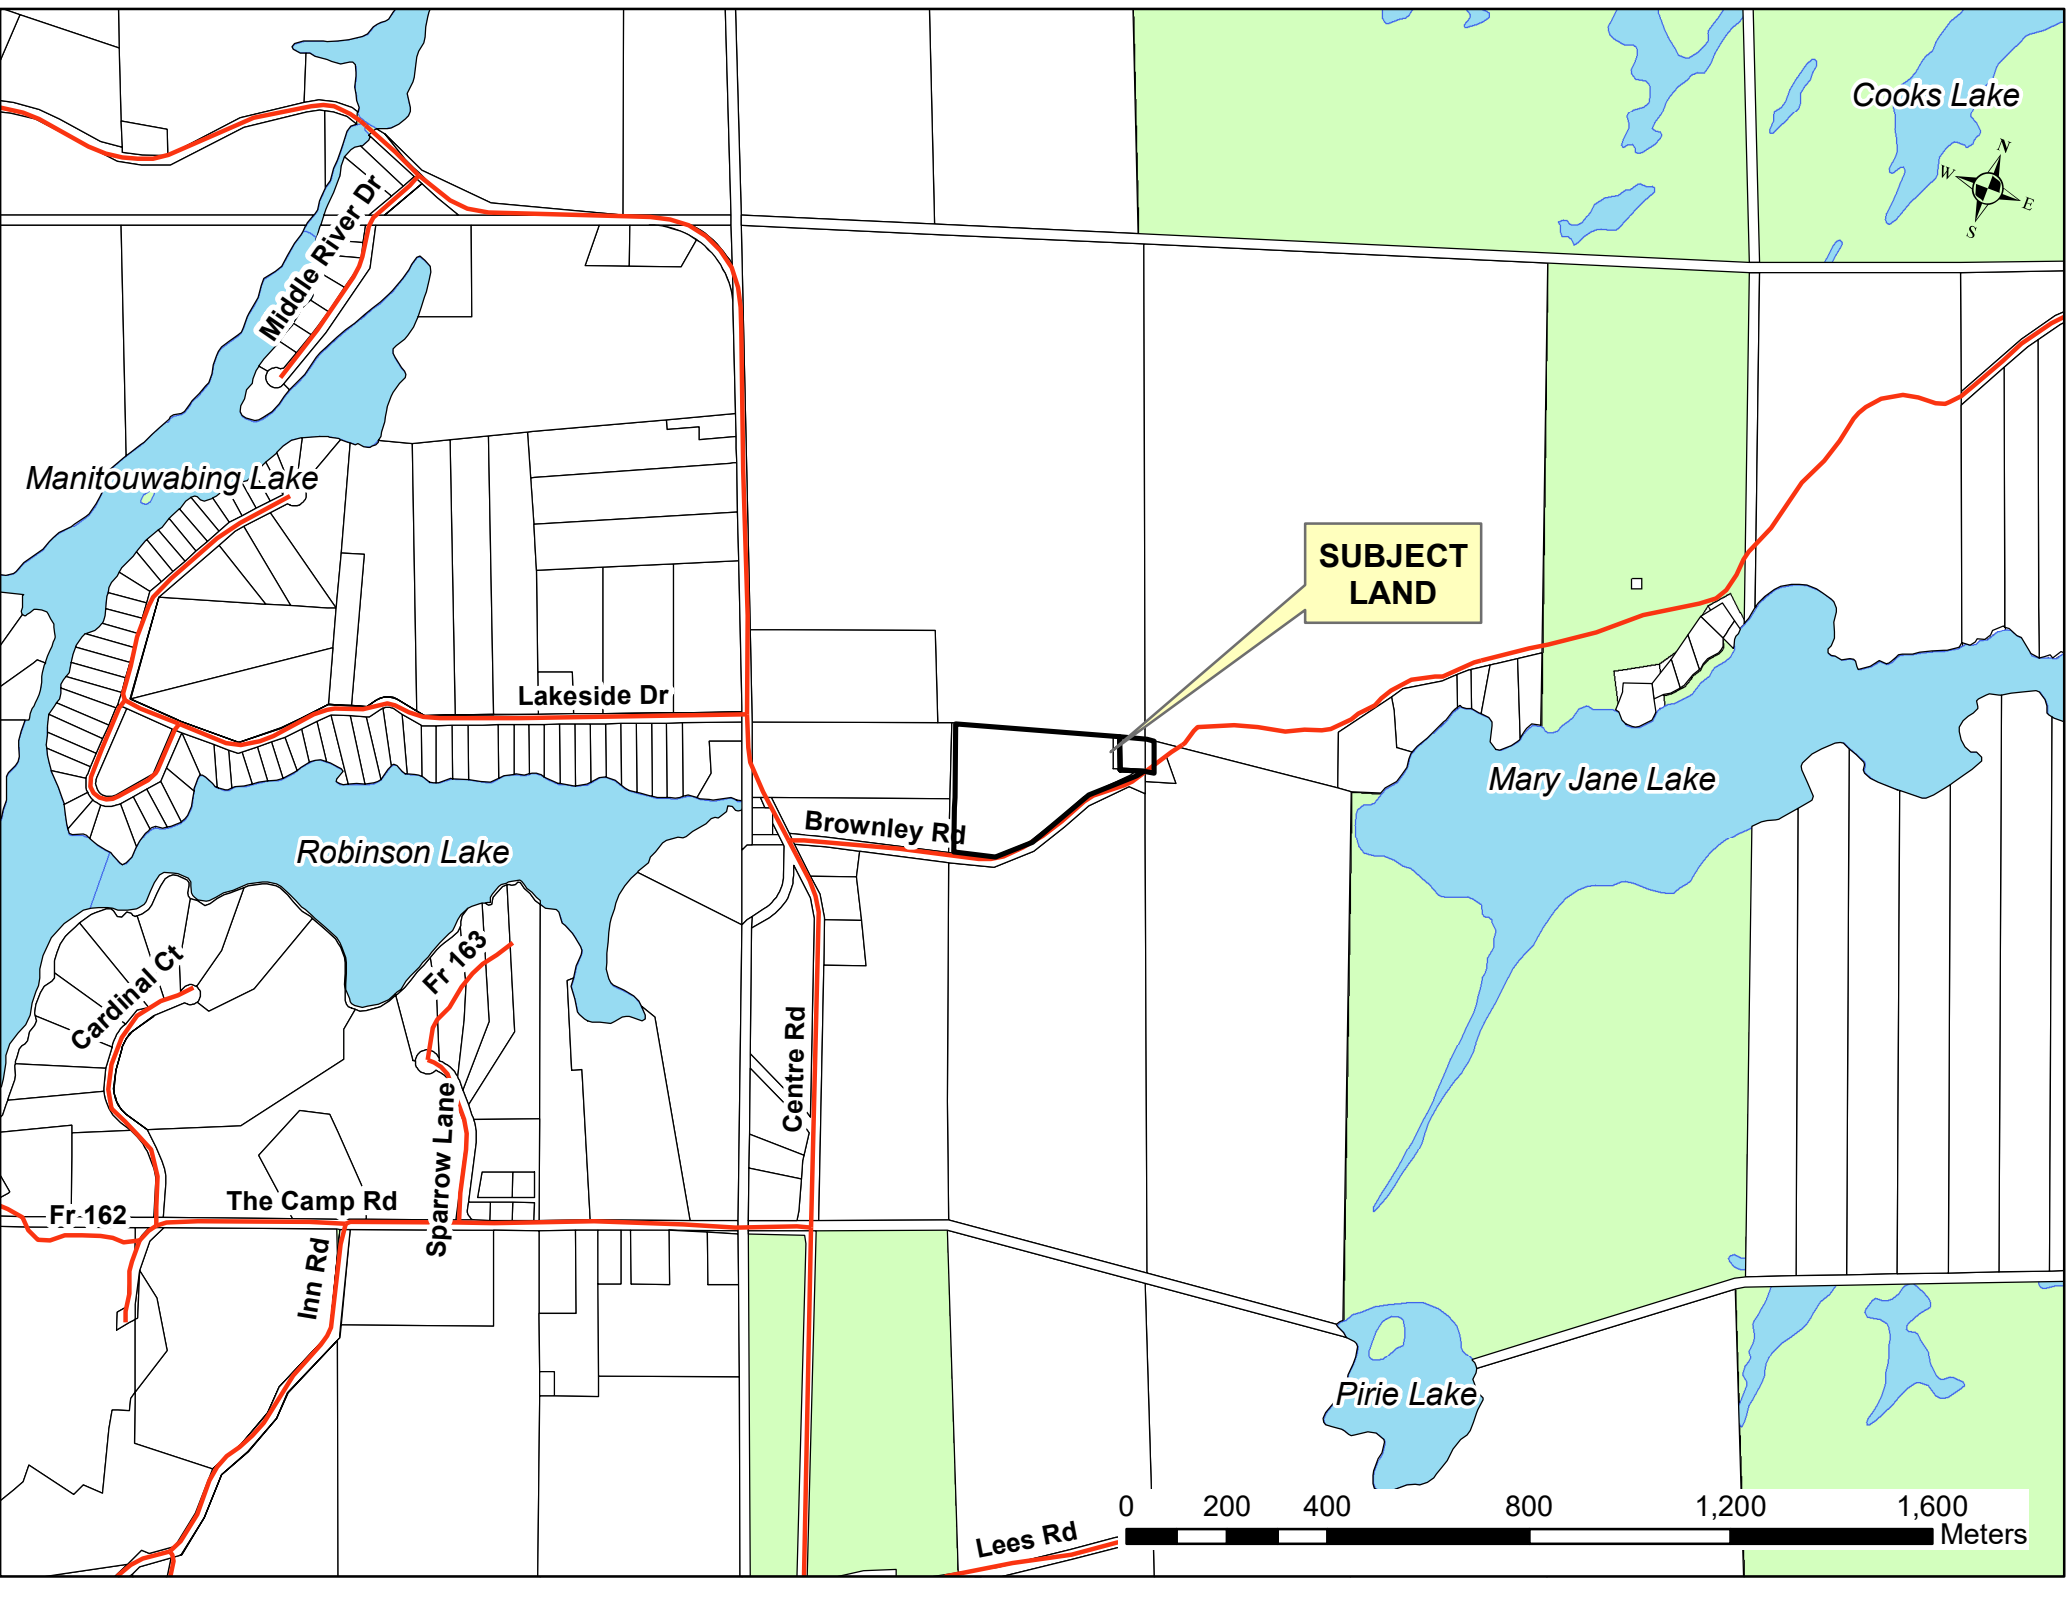 Cooks Lake
N
W
E
S
Middle River Dr
Manitouwabing Lake
SUBJECT
LAND
Lakeside Dr
Mary Jane Lake
Brownley Rd
Robinson Lake
Fr 163
Cardinal Ct
Centre Rd
Sparrow Lane
The Camp Rd
Fr 162
Inn Rd
Pirie Lake
0 200 400 800 1,200 1,600
Meters
Lees Rd